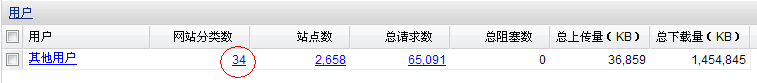 用户
用户 网站分类数 站点数 总请求数 总阻塞数 总上传量（KB） 总下载量（KB）
其他用户 34 2,658 65,091 0 36,859 1,454,845